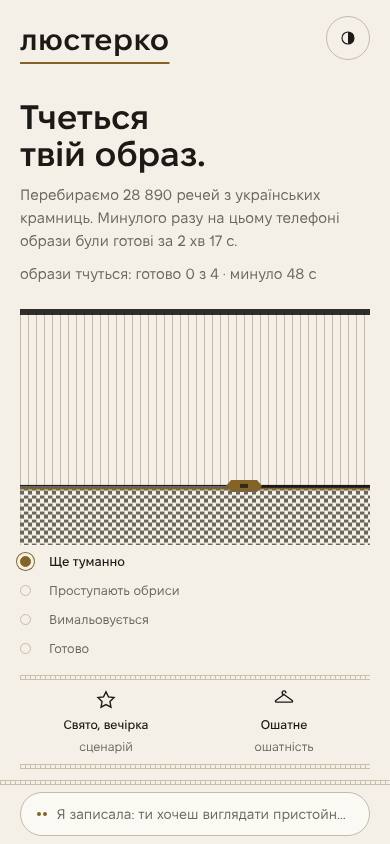 люстерко
Тчеться
твій образ.
Перебираємо 28 890 речей з українських
крамниць. Минулого разу на цьому телефоні
образи були готові за 2 хв 17 с.
образи тчуться: готово 0 з 4 · минуло 48 с
Ще туманно
Проступають обриси
Вимальовується
Готово
Свято, вечірка
сценарій
Ошатне
ошатність
Я записала: ти хочеш виглядати пристойн...